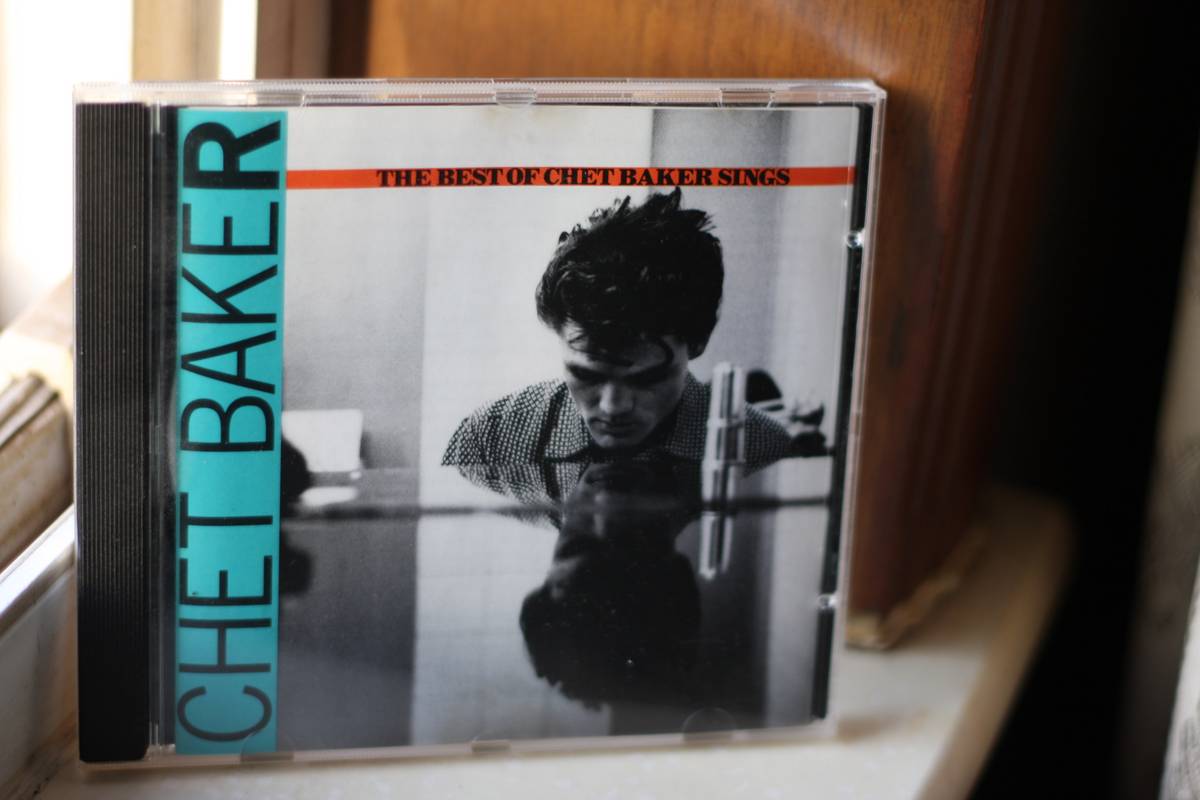 CHET BAKER
THE BEST OF CHET BAKER SINGS